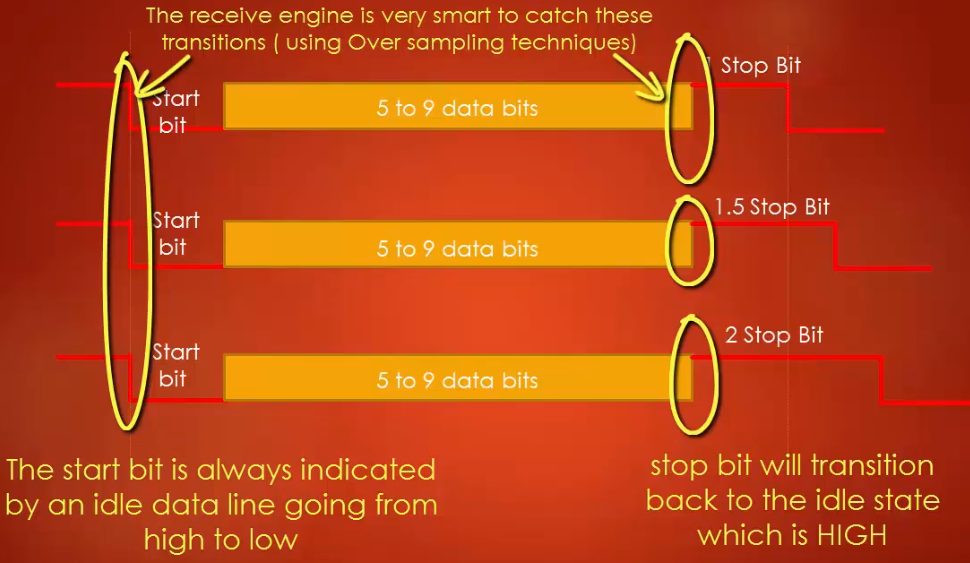 The receive engine is very smart to catch these
transitions ( using Over sampling techniques)
Start
bit
5 to 9 data bits
1 Stop Bit
Start
bit
5 to 9 data bits
1.5 Stop Bit
Start
bit
5 to 9 data bits
2 Stop Bit
The start bit is always indicated
by an idle data line going from
high to low
stop bit will transition
back to the idle state
which is HIGH